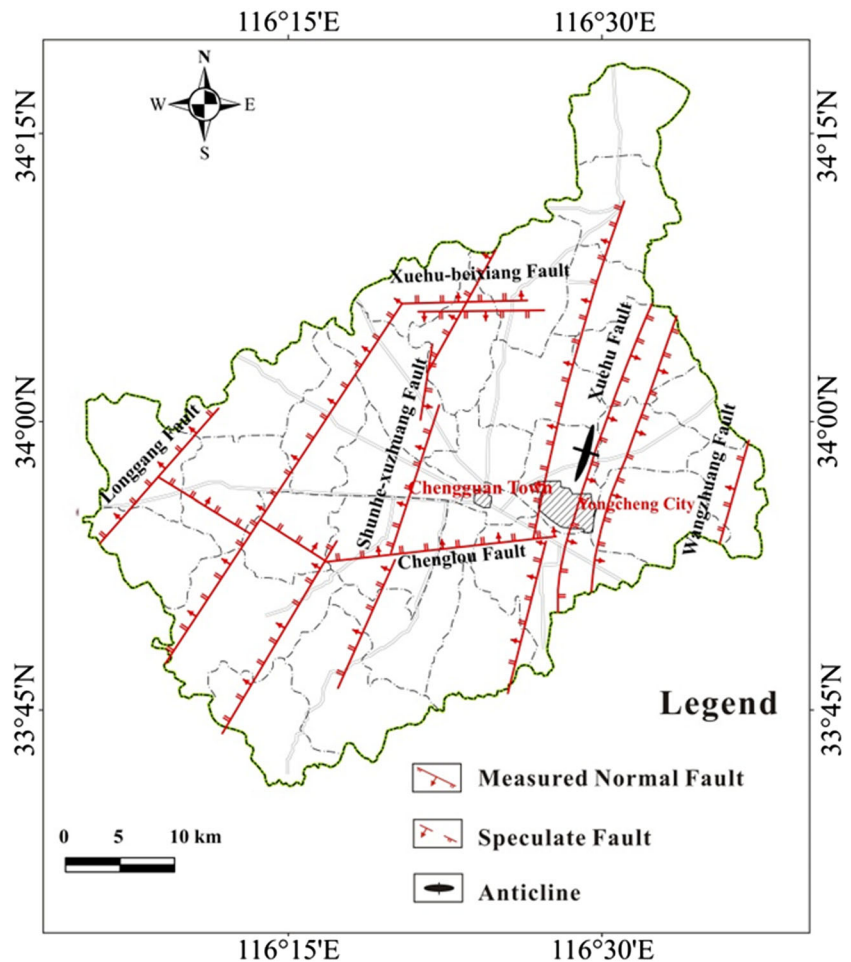 116°15'E 116°30'E
N
W E
S
34°15'N 34°15'N
Xuehu-beixiang Fault
Xuehu Fault
34°00'N 34°00'N
Longgang Fault
Shunhe-xuzhuang Fault
Wangzhuang Fault
Chengguan Town
Yongcheng City
Chenglou Fault
33°45'N 33°45'N
Legend
Measured Normal Fault
Speculate Fault
Anticline
0 5 10 km
116°15'E 116°30'E